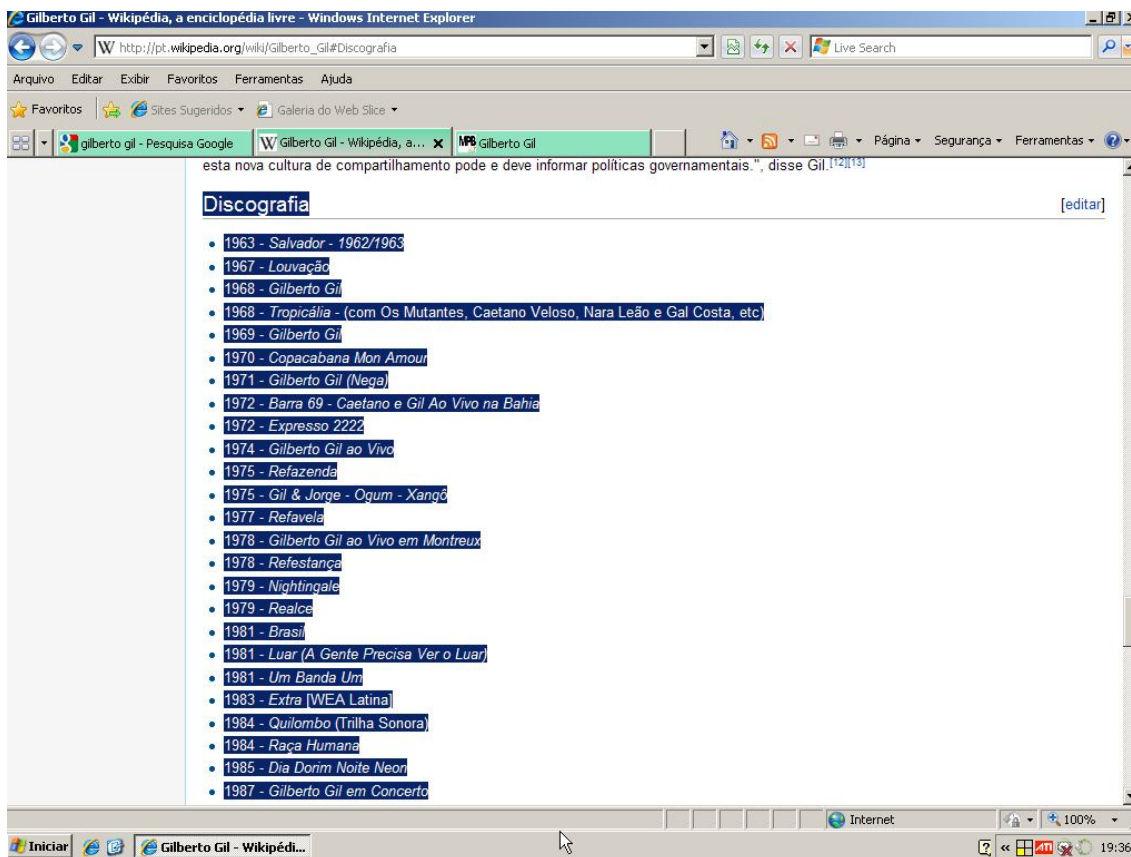 Gilberto Gil - Wikipédia, a enciclopédia livre - Windows Internet Explorer
http://pt.wikipedia.org/wiki/Gilberto_Gil#Discografia
Live Search
Arquivo Editar Exibir Favoritos Ferramentas Ajuda
Favoritos Sites Sugeridos Galeria do Web Slice
gilberto gil - Pesquisa Google Gilberto Gil - Wikipédia, a... MPB Gilberto Gil Página Segurança Ferramentas
esta nova cultura de compartilhamento pode e deve informar políticas governamentais.", disse Gil.[12][13]
Discografia [editar]
1963 - Salvador - 1962/1963
1967 - Louvação
1968 - Gilberto Gil
1968 - Tropicália - (com Os Mutantes, Caetano Veloso, Nara Leão e Gal Costa, etc)
1969 - Gilberto Gil
1970 - Copacabana Mon Amour
1971 - Gilberto Gil (Nega)
1972 - Barra 69 - Caetano e Gil Ao Vivo na Bahia
1972 - Expresso 2222
1974 - Gilberto Gil ao Vivo
1975 - Refazenda
1975 - Gil & Jorge - Ogum - Xangô
1977 - Refavela
1978 - Gilberto Gil ao Vivo em Montreux
1978 - Refestança
1979 - Nightingale
1979 - Realce
1981 - Brasil
1981 - Luar (A Gente Precisa Ver o Luar)
1981 - Um Banda Um
1983 - Extra [WEA Latina]
1984 - Quilombo (Trilha Sonora)
1984 - Raça Humana
1985 - Dia Dorim Noite Neon
1987 - Gilberto Gil em Concerto
Internet 100%
Iniciar Gilberto Gil - Wikipédi... ATI 19:36